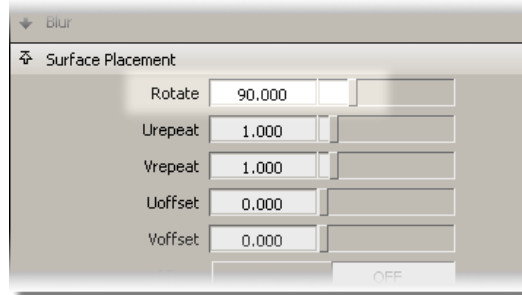 Blur
Surface Placement
Rotate 90.000
Urepeat 1.000
Vrepeat 1.000
Uoffset 0.000
Voffset 0.000
OFF